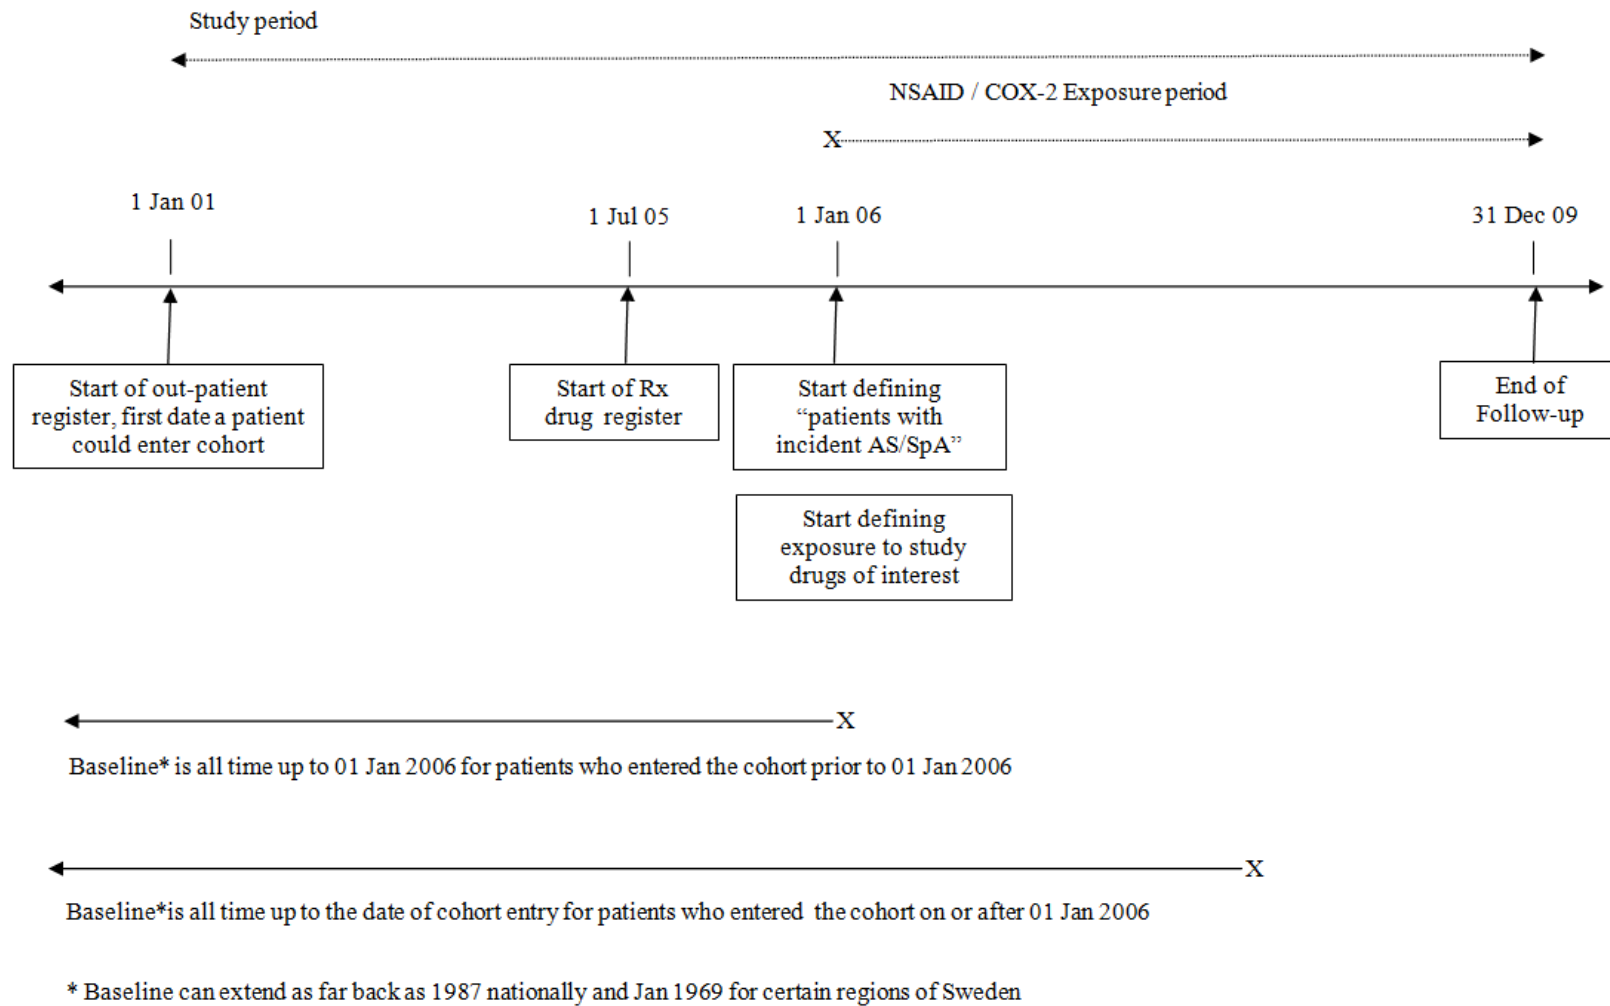 Study period
NSAID / COX-2 Exposure period
X
1 Jan 01
1 Jul 05
1 Jan 06
31 Dec 09
Start of out-patient
register, first date a patient
could enter cohort
Start of Rx
drug register
Start defining
“patients with
incident AS/SpA”
End of
Follow-up
Start defining
exposure to study
drugs of interest
X
Baseline* is all time up to 01 Jan 2006 for patients who entered the cohort prior to 01 Jan 2006
X
Baseline*is all time up to the date of cohort entry for patients who entered the cohort on or after 01 Jan 2006
* Baseline can extend as far back as 1987 nationally and Jan 1969 for certain regions of Sweden